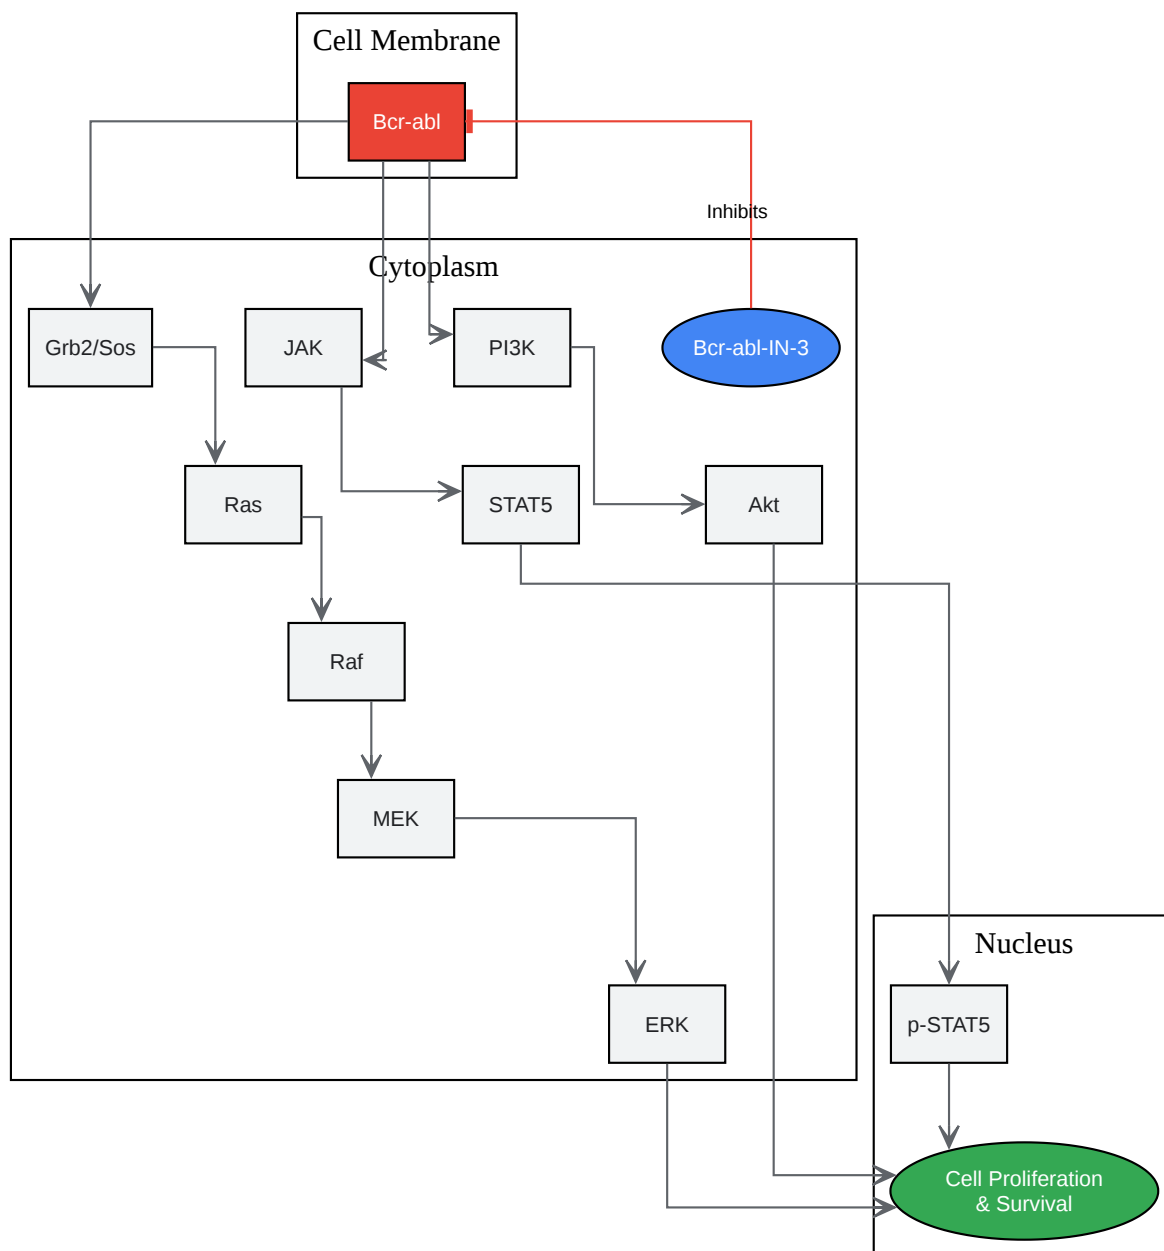 Cell Membrane
Bcr-abl
Inhibits
Cytoplasm
Grb2/Sos
JAK
PI3K
Bcr-abl-IN-3
Ras
STAT5
Akt
Raf
MEK
Nucleus
ERK
p-STAT5
Cell Proliferation
& Survival